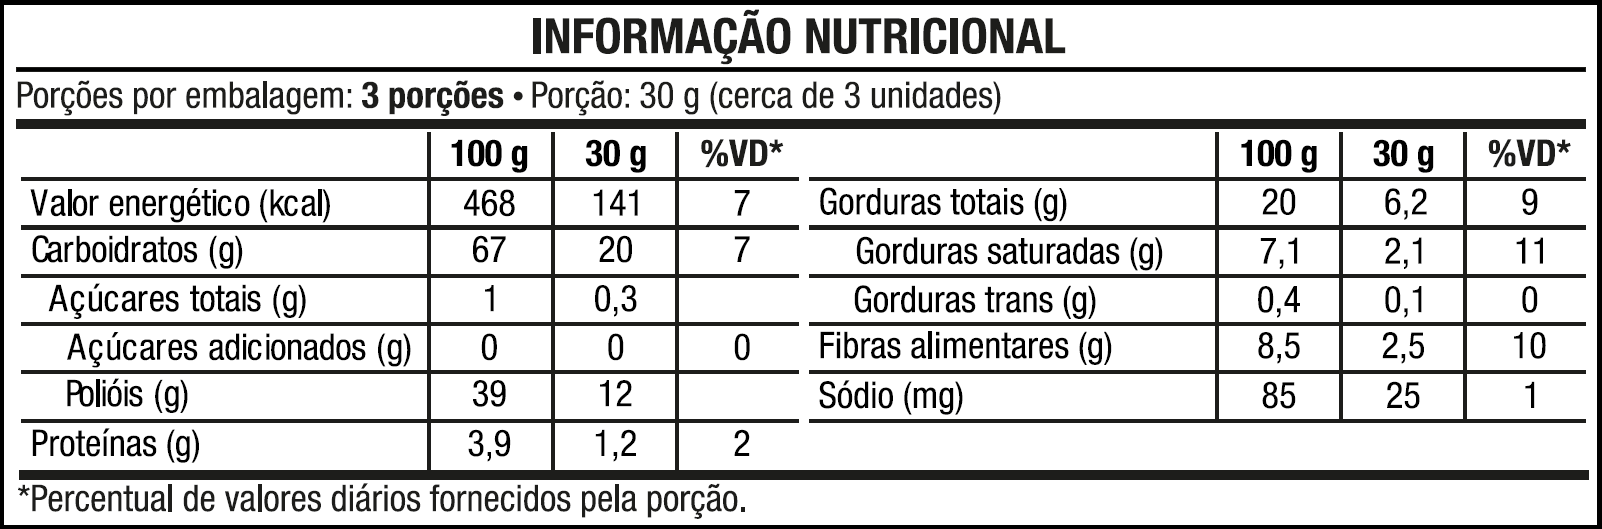 INFORMAÇÃO NUTRICIONAL
Porções por embalagem: 3 porções • Porção: 30 g (cerca de 3 unidades)
100 g 30 g %VD*
Valor energético (kcal) 468 141 7
Carboidratos (g) 67 20 7
Açúcares totais (g) 1 0,3
Açúcares adicionados (g) 0 0 0
Polióis (g) 39 12
Proteínas (g) 3,9 1,2 2
100 g 30 g %VD*
Gorduras totais (g) 20 6,2 9
Gorduras saturadas (g) 7,1 2,1 11
Gorduras trans (g) 0,4 0,1 0
Fibras alimentares (g) 8,5 2,5 10
Sódio (mg) 85 25 1
*Percentual de valores diários fornecidos pela porção.